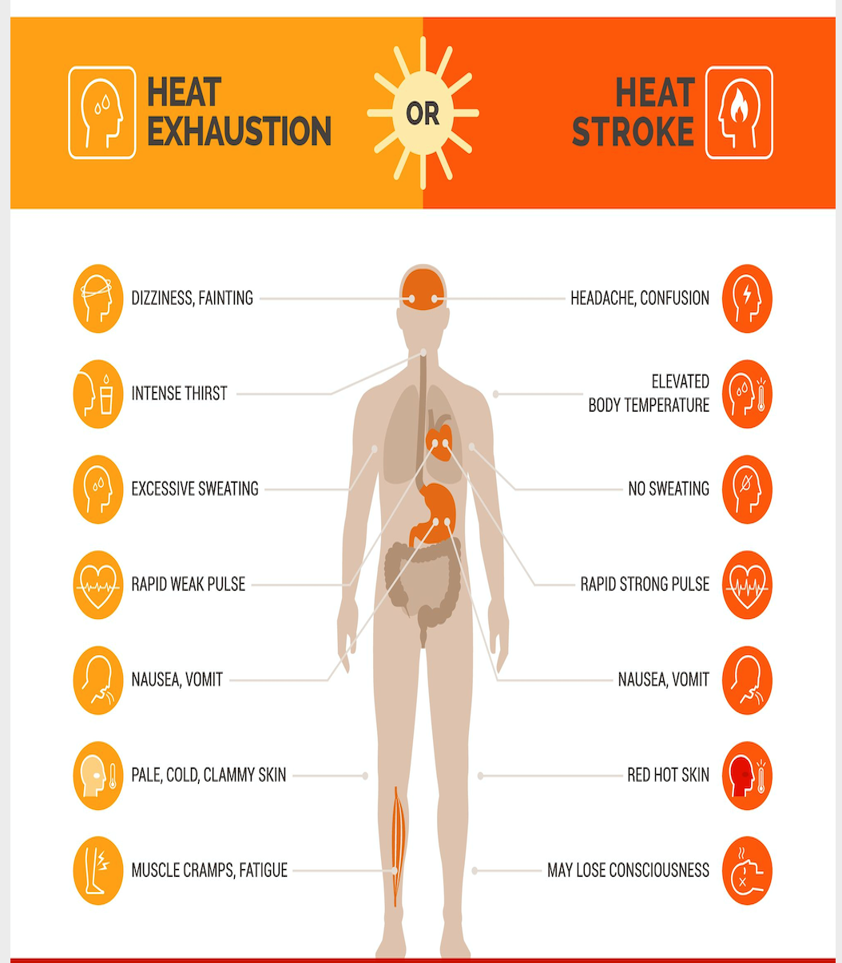 HEAT
EXHAUSTION
OR
HEAT
STROKE
DIZZINESS, FAINTING
HEADACHE, CONFUSION
INTENSE THIRST
ELEVATED
BODY TEMPERATURE
EXCESSIVE SWEATING
NO SWEATING
RAPID WEAK PULSE
RAPID STRONG PULSE
NAUSEA, VOMIT
NAUSEA, VOMIT
PALE, COLD, CLAMMY SKIN
RED HOT SKIN
MUSCLE CRAMPS, FATIGUE
MAY LOSE CONSCIOUSNESS